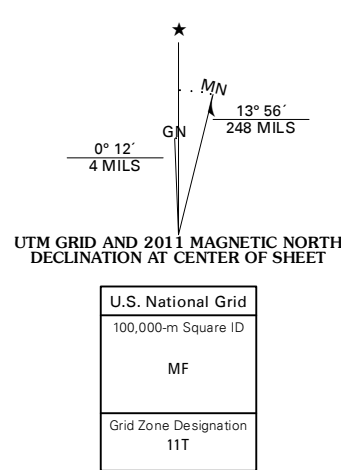 ★
MN
GN
13° 56´
248 MILS
0° 12´
4 MILS
UTM GRID AND 2011 MAGNETIC NORTH
DECLINATION AT CENTER OF SHEET
U.S. National Grid
100,000-m Square ID
MF
Grid Zone Designation
11T